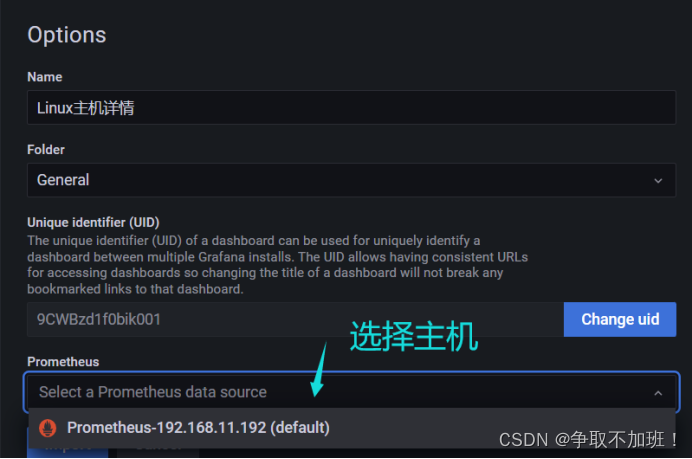 Options
Name
Linux主机详情
Folder
General
Unique identifier (UID)
The unique identifier (UID) of a dashboard can be used for uniquely identify a
dashboard between multiple Grafana installs. The UID allows having consistent URLs
for accessing dashboards so changing the title of a dashboard will not break any
bookmarked links to that dashboard.
9CWBzd1f0bik001
Change uid
选择主机
Prometheus
Select a Prometheus data source
Prometheus-192.168.11.192 (default)
CSDN @争取不加班！